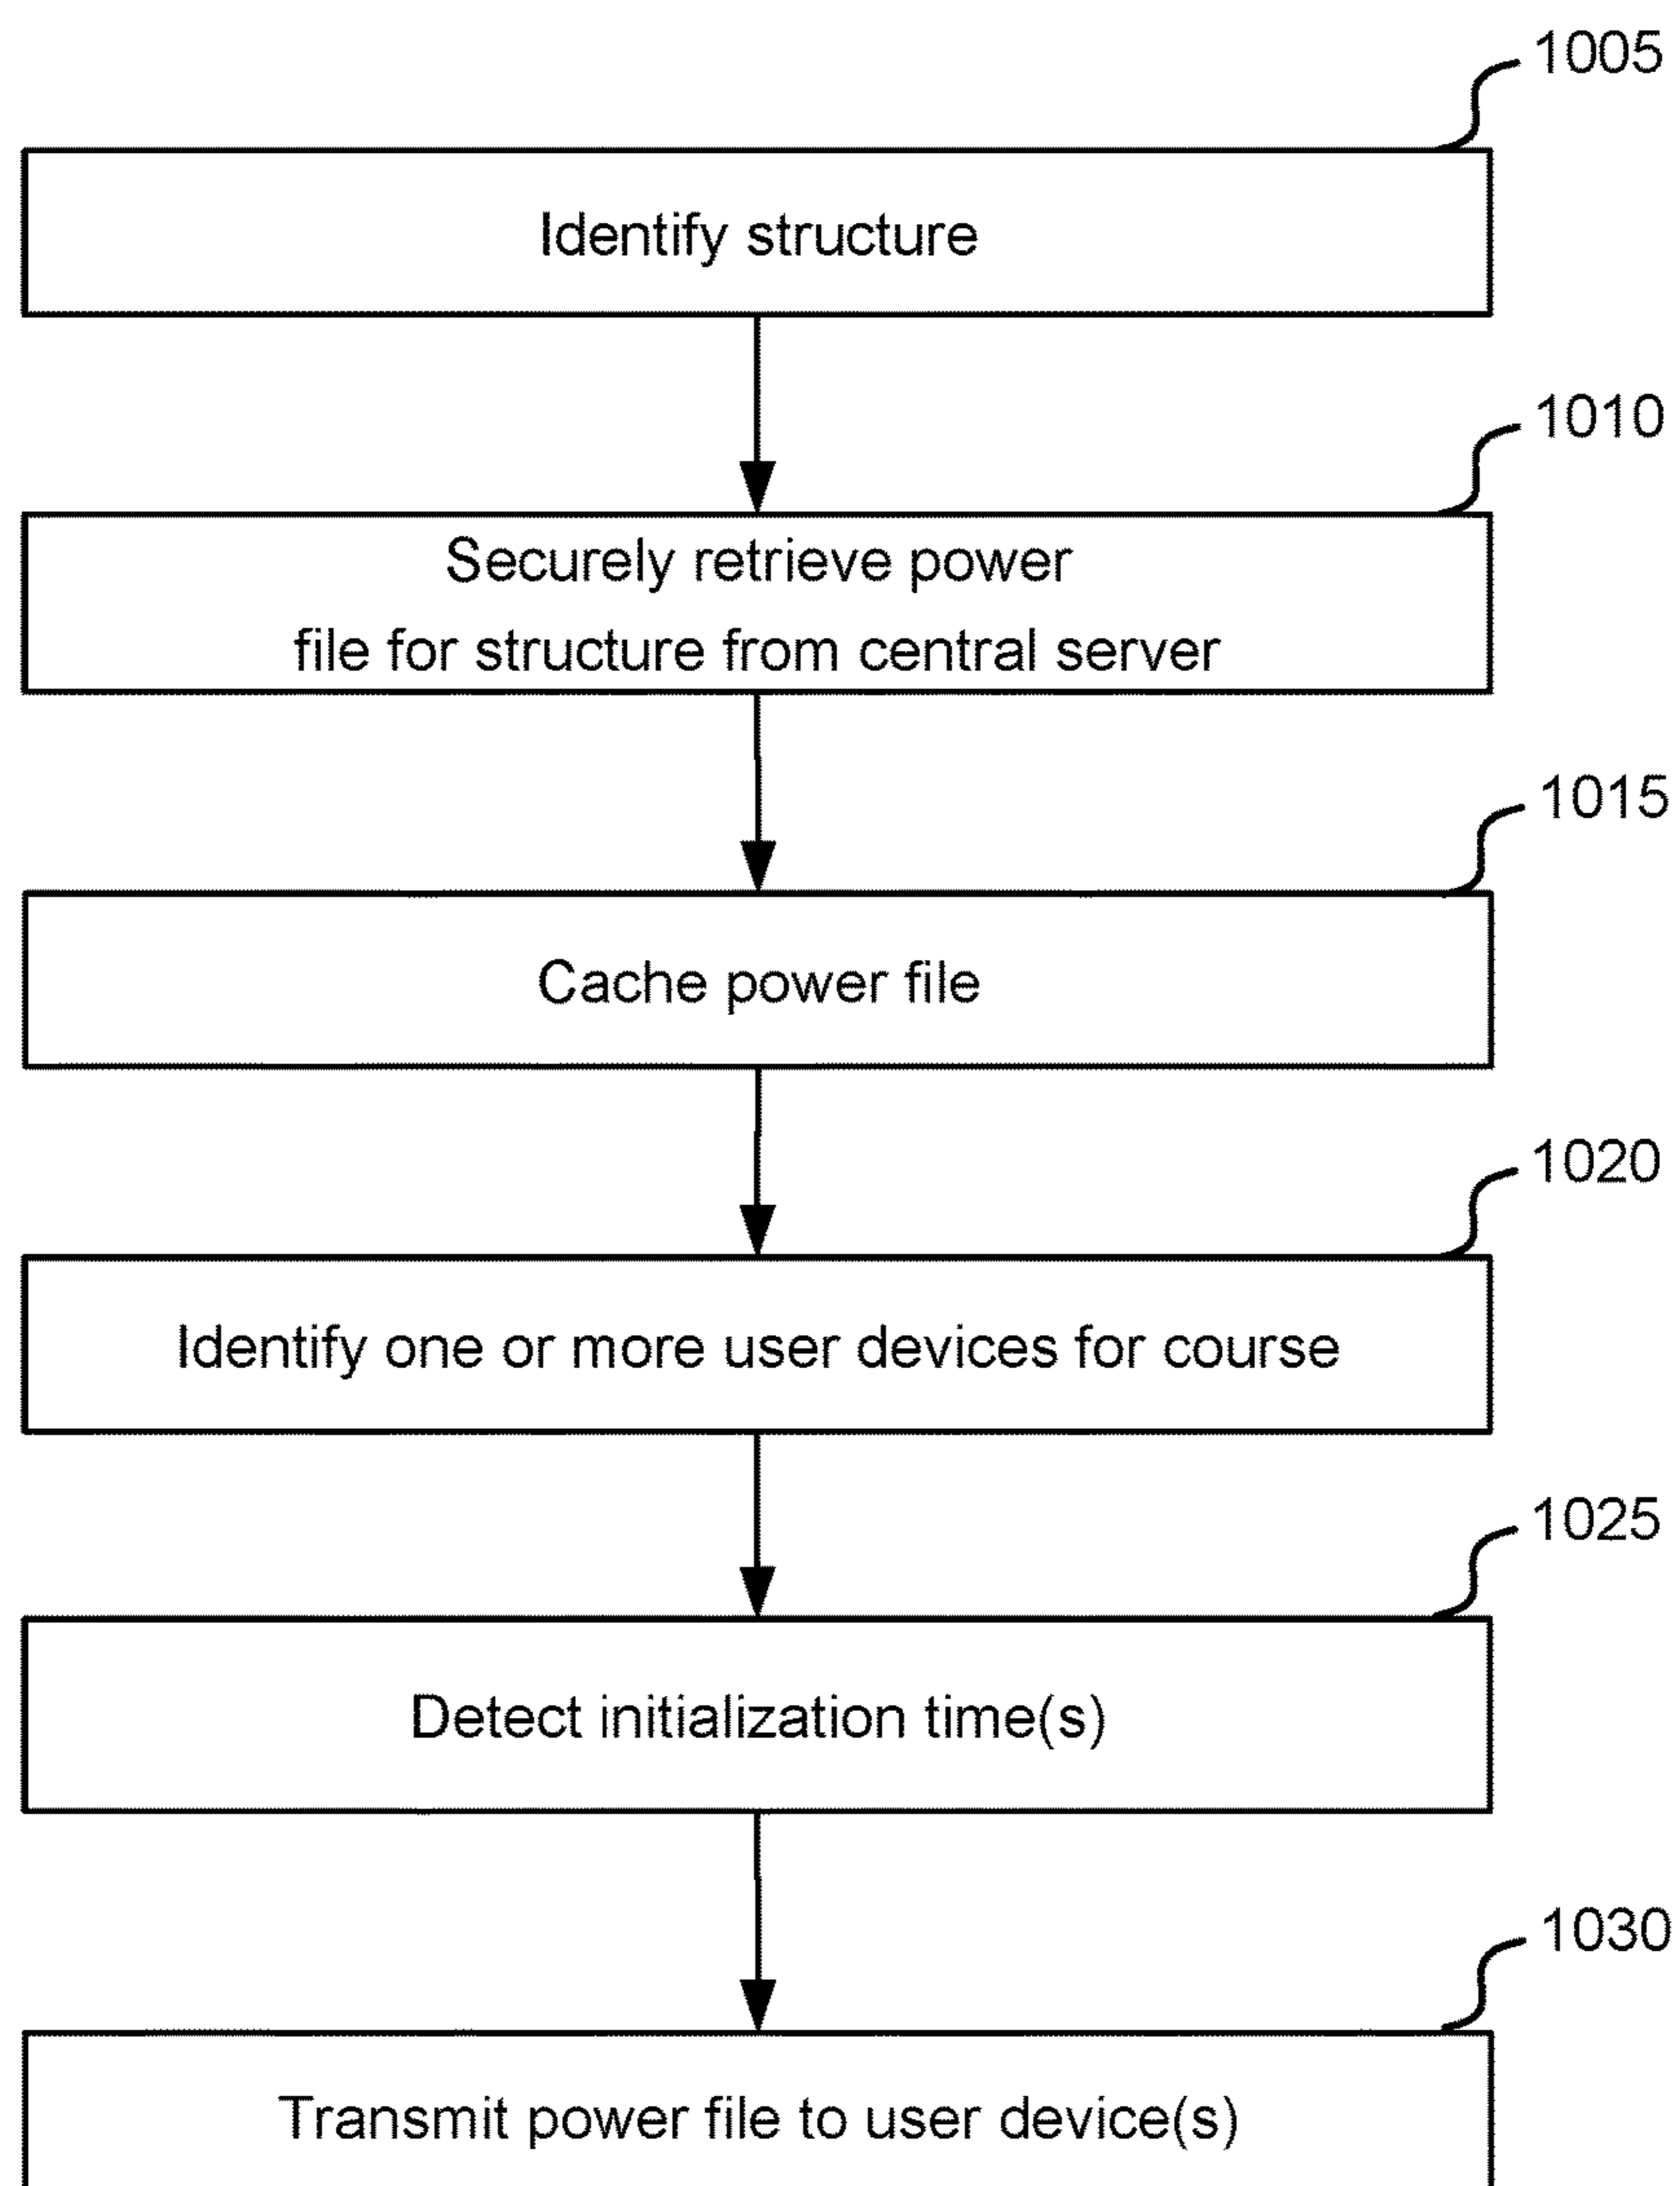 1005
Identify structure
1010
Securely retrieve power
file for structure from central server
1015
Cache power file
1020
Identify one or more user devices for course
1025
Detect initialization time(s)
1030
Transmit power file to user device(s)